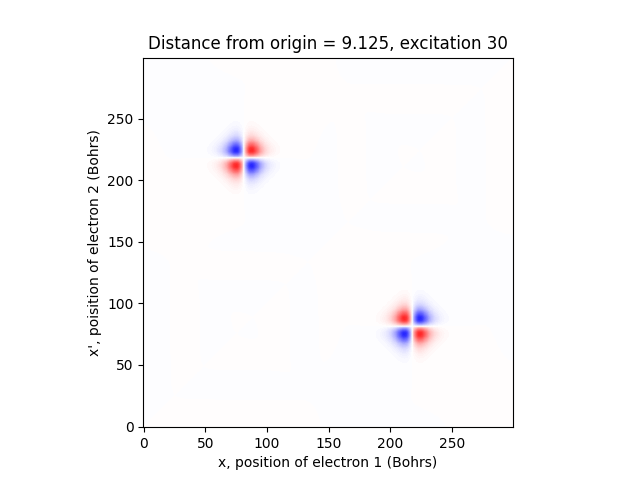 Distance from origin = 9.125, excitation 30
250
200
150
100
50
0
x', poisition of electron 2 (Bohrs)
0 50 100 150 200 250
x, position of electron 1 (Bohrs)